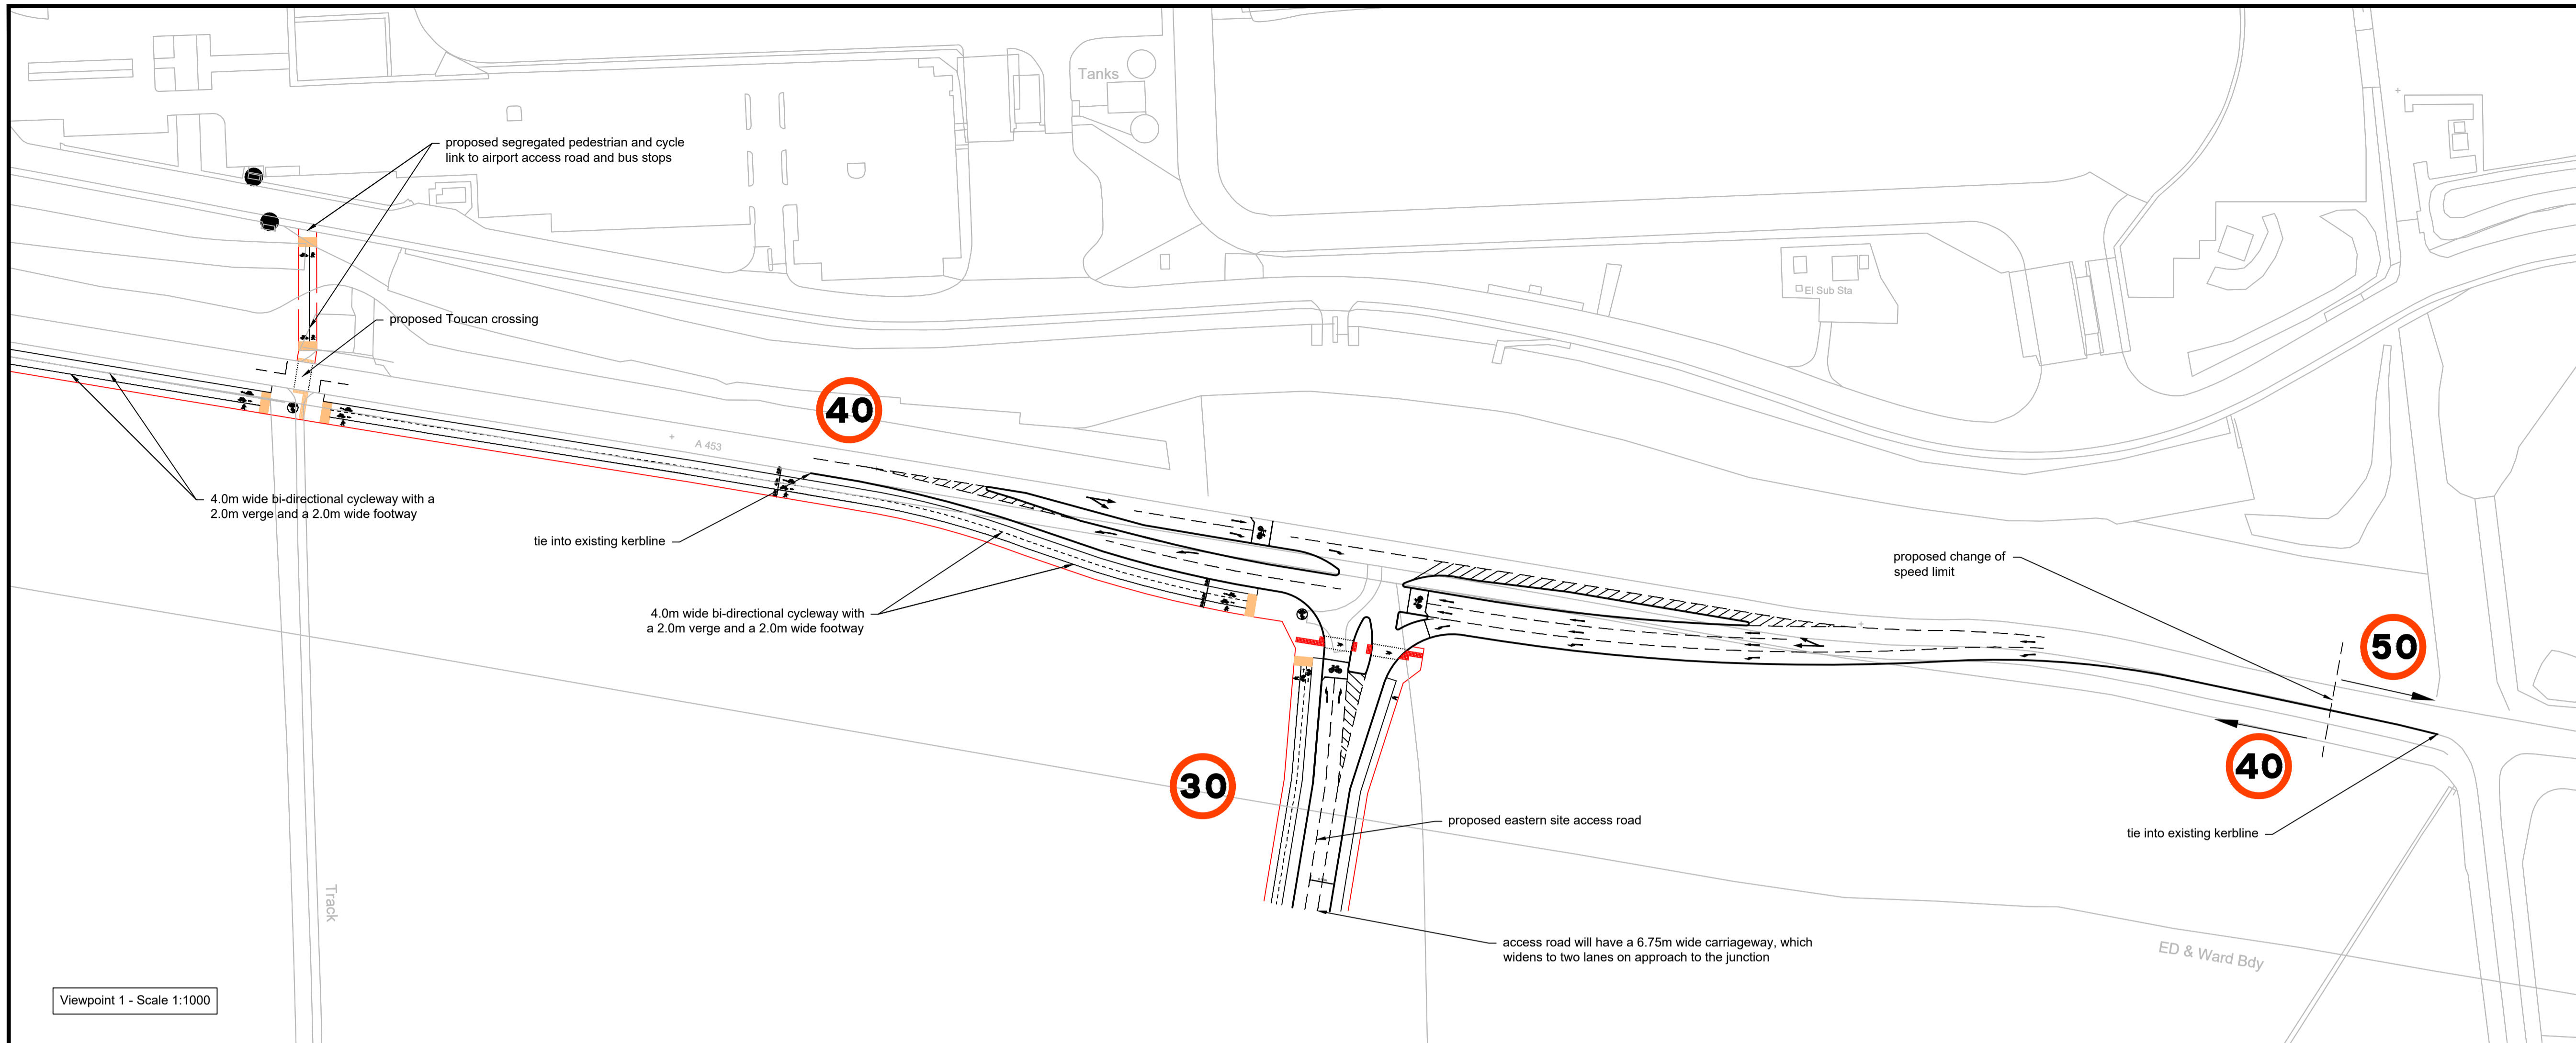 Tanks
proposed segregated pedestrian and cycle
link to airport access road and bus stops
El Sub Sta
proposed Toucan crossing
40
A 453
4.0m wide bi-directional cycleway with a
2.0m verge and a 2.0m wide footway
tie into existing kerbline
proposed change of
speed limit
4.0m wide bi-directional cycleway with
a 2.0m verge and a 2.0m wide footway
50
40
30
proposed eastern site access road
tie into existing kerbline
Track
access road will have a 6.75m wide carriageway, which
widens to two lanes on approach to the junction
ED & Ward Bdy
Viewpoint 1 - Scale 1:1000